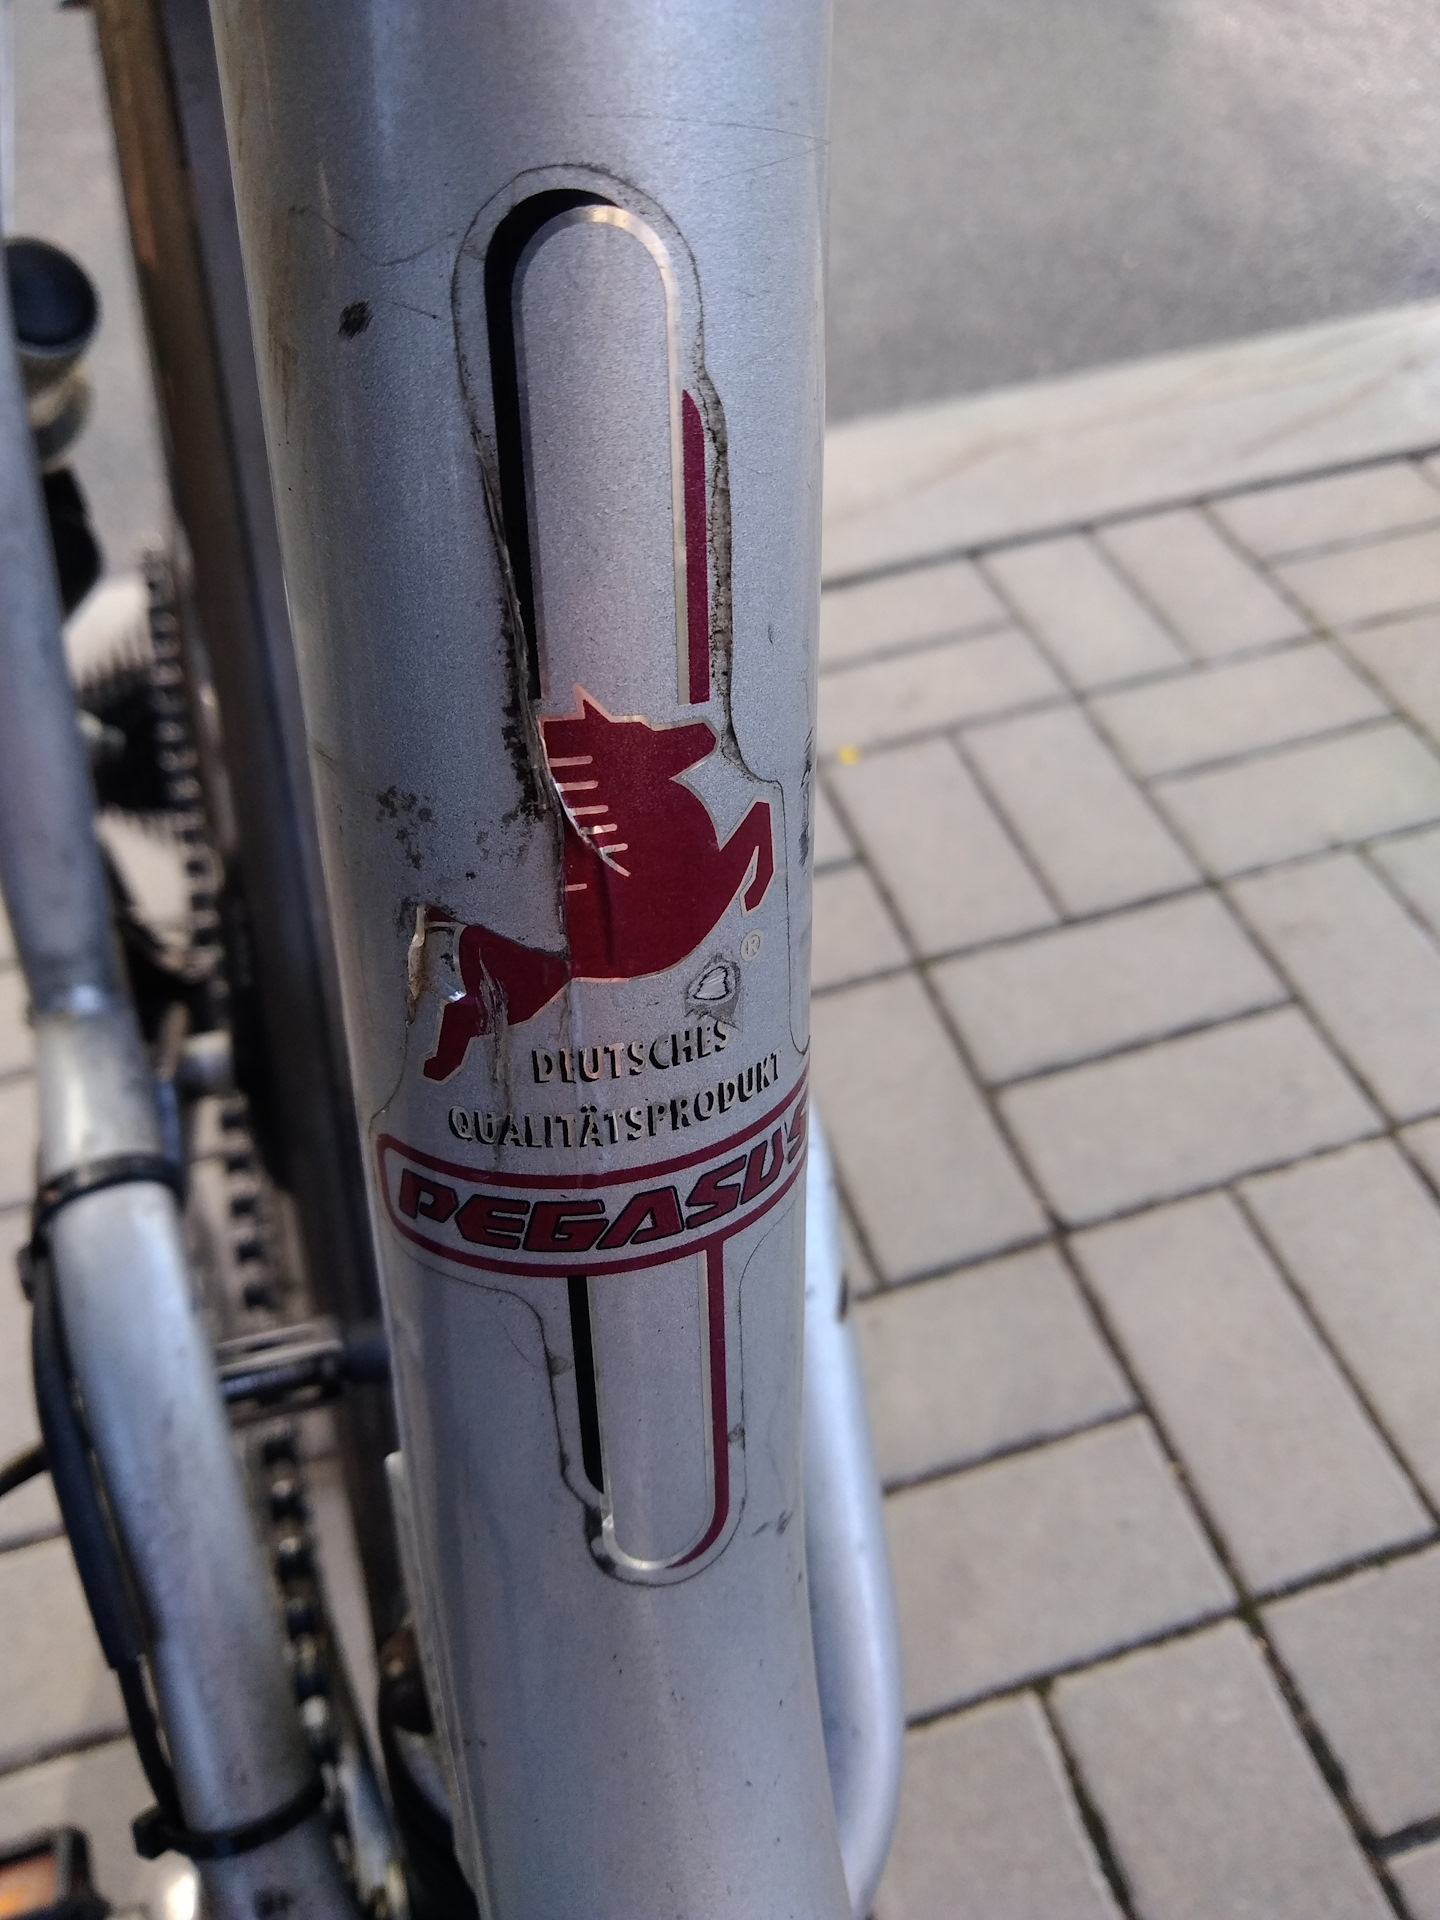 ®
DEUTSCHES
QUALITÄTSPRODUKT
PEGASUS